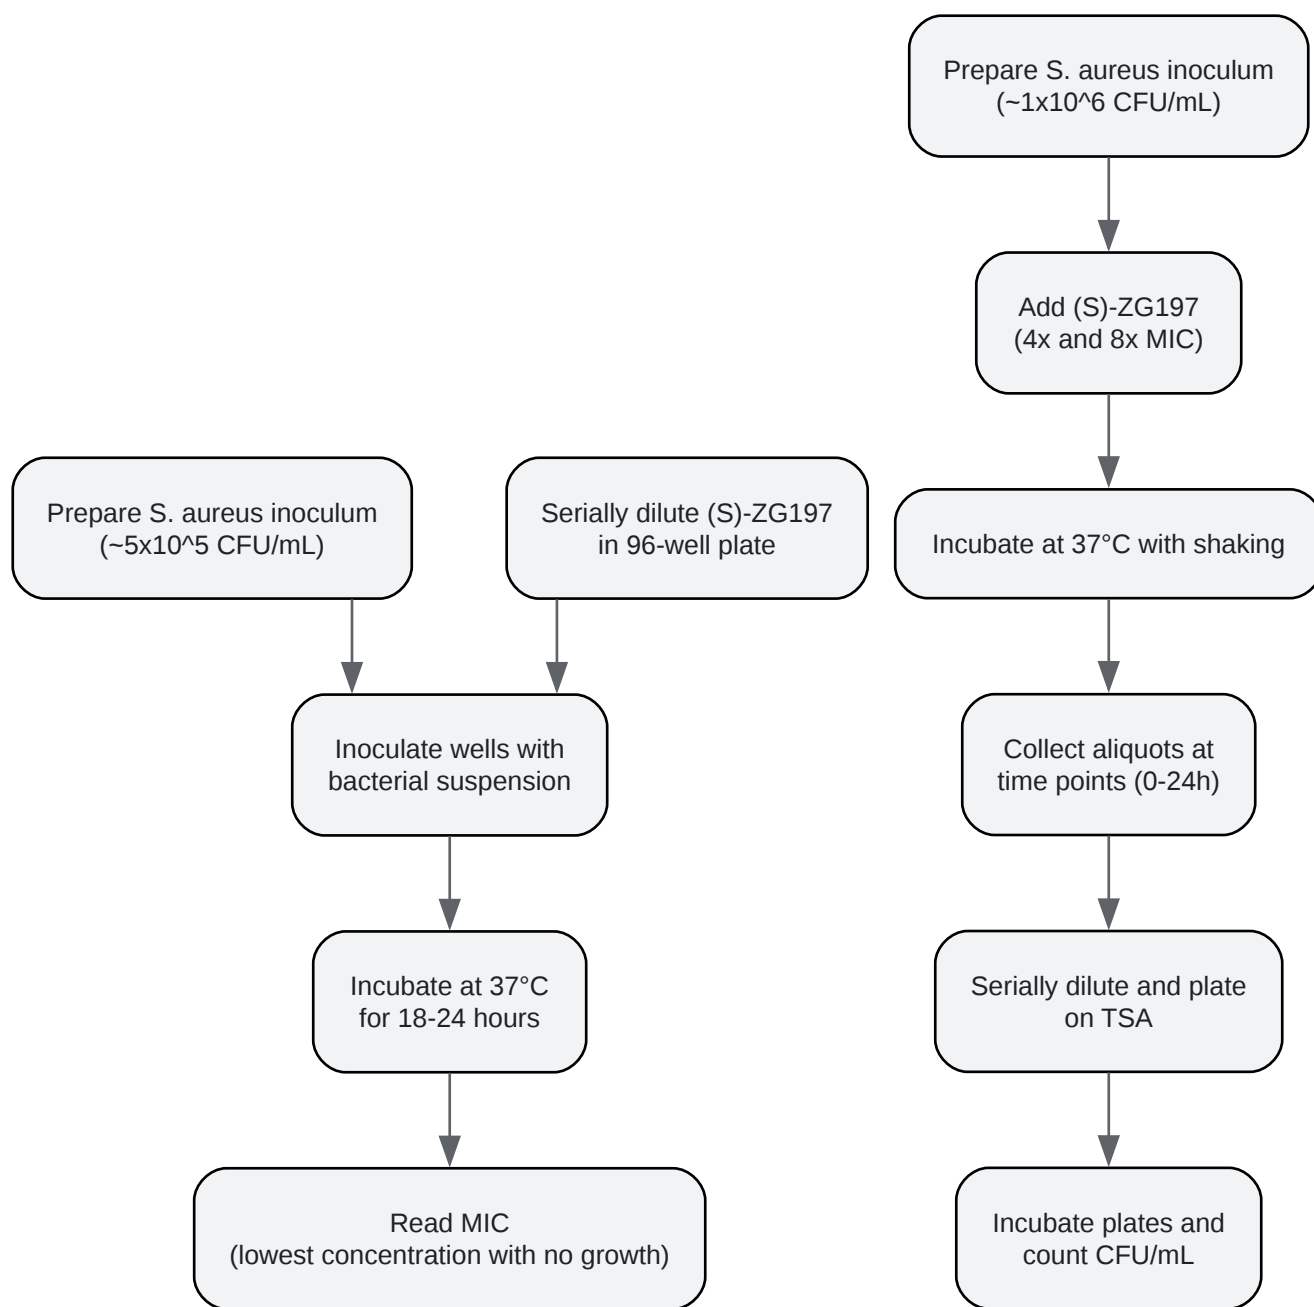 Prepare S. aureus inoculum
(~1x10^6 CFU/mL)
Add (S)-ZG197
(4x and 8x MIC)
Prepare S. aureus inoculum
(~5x10^5 CFU/mL)
Serially dilute (S)-ZG197
in 96-well plate
Incubate at 37°C with shaking
Inoculate wells with
bacterial suspension
Collect aliquots at
time points (0-24h)
Incubate at 37°C
for 18-24 hours
Serially dilute and plate
on TSA
Read MIC
(lowest concentration with no growth)
Incubate plates and
count CFU/mL